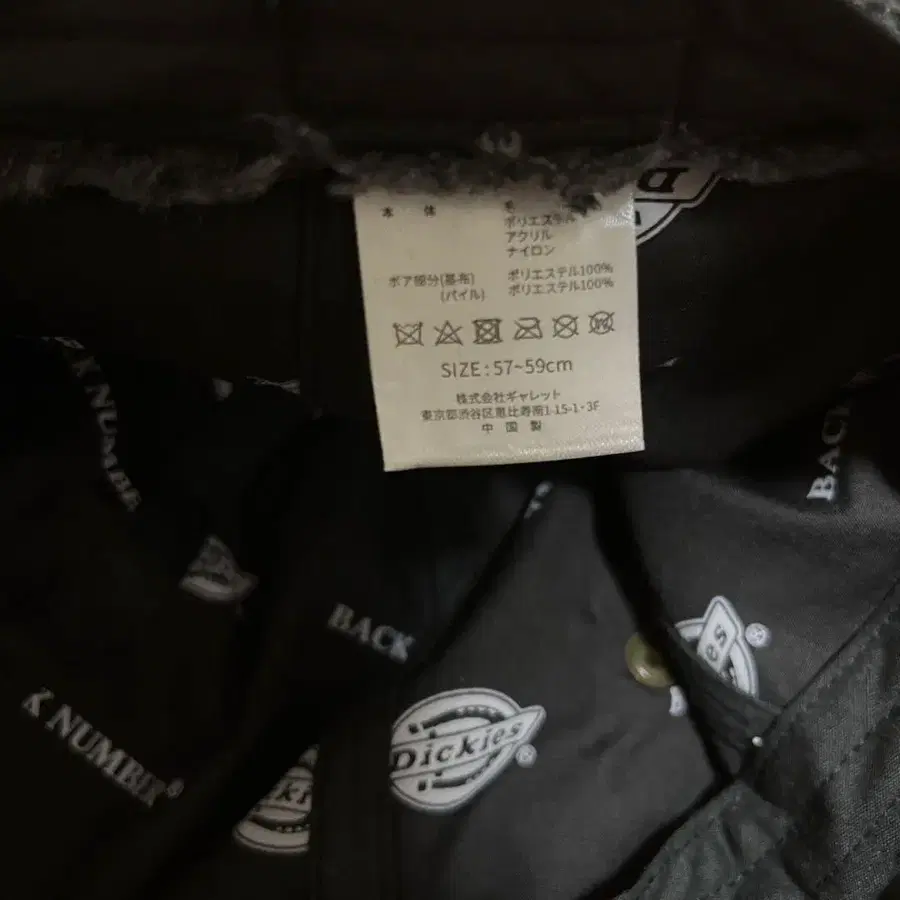 本 体 毛
ポリエステル
アクリル
ナイロン
ボア部分(基布) ポリエステル100%
(パイル) ポリエステル100%
SIZE:57~59cm
株式会社ギャレット
東京都渋谷区恵比寿南1-15-1・3F
中国製
K NUMBE
BAC
BACK
Dickies®
ies®
K NUMBER®